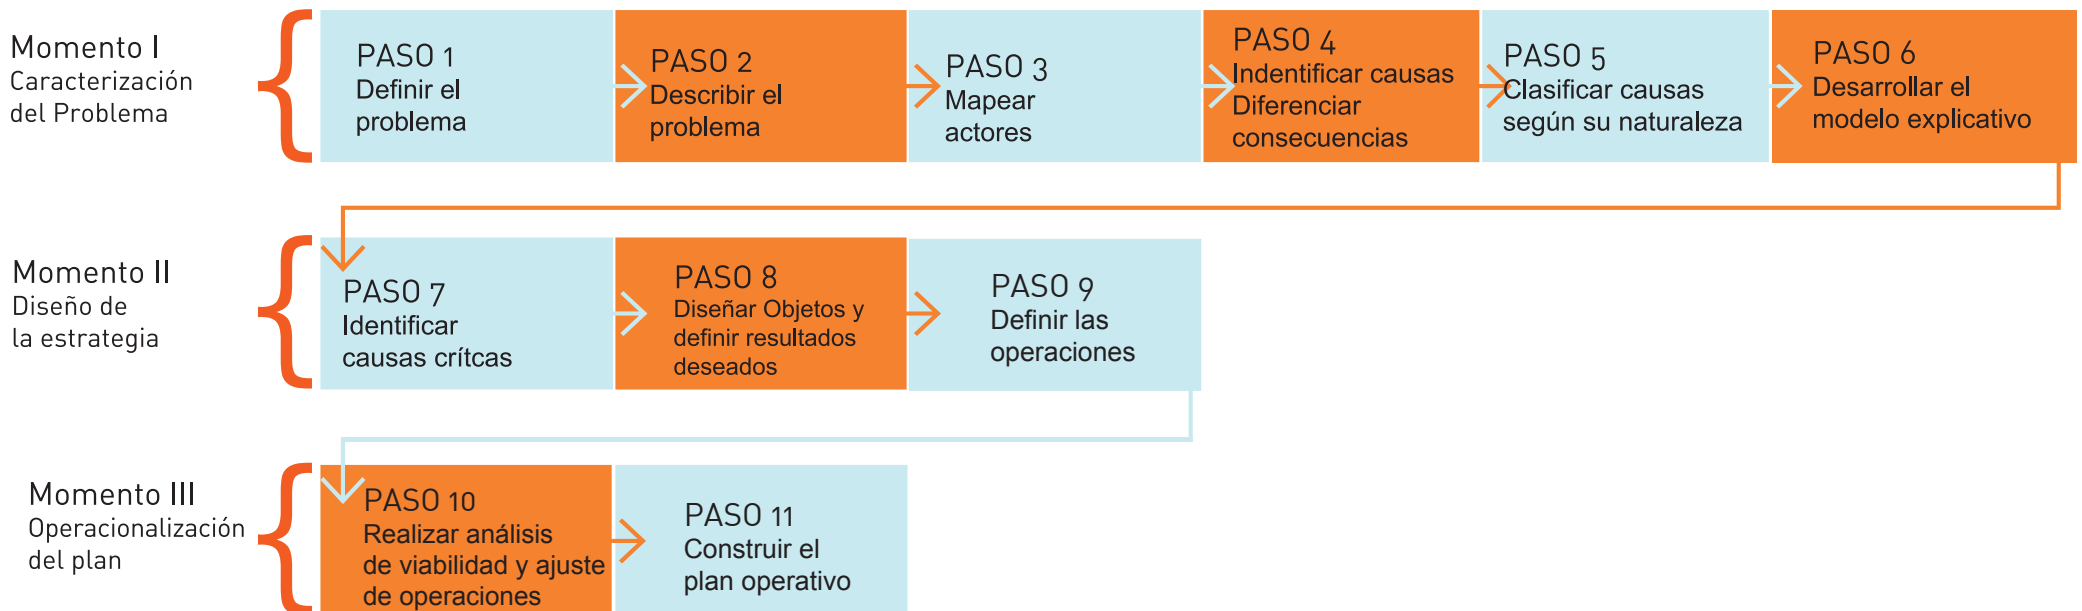 Momento I
Caracterización
del Problema
PASO 1
Definir el
problema
PASO 2
Describir el
problema
PASO 3
Mapear
actores
PASO 4
Indentificar causas
Diferenciar
consecuencias
PASO 5
Clasificar causas
según su naturaleza
PASO 6
Desarrollar el
modelo explicativo
Momento II
Diseño de
la estrategia
PASO 7
Identificar
causas crítcas
PASO 8
Diseñar Objetos y
definir resultados
deseados
PASO 9
Definir las
operaciones
Momento III
Operacionalización
del plan
PASO 10
Realizar análisis
de viabilidad y ajuste
de operaciones
PASO 11
Construir el
plan operativo